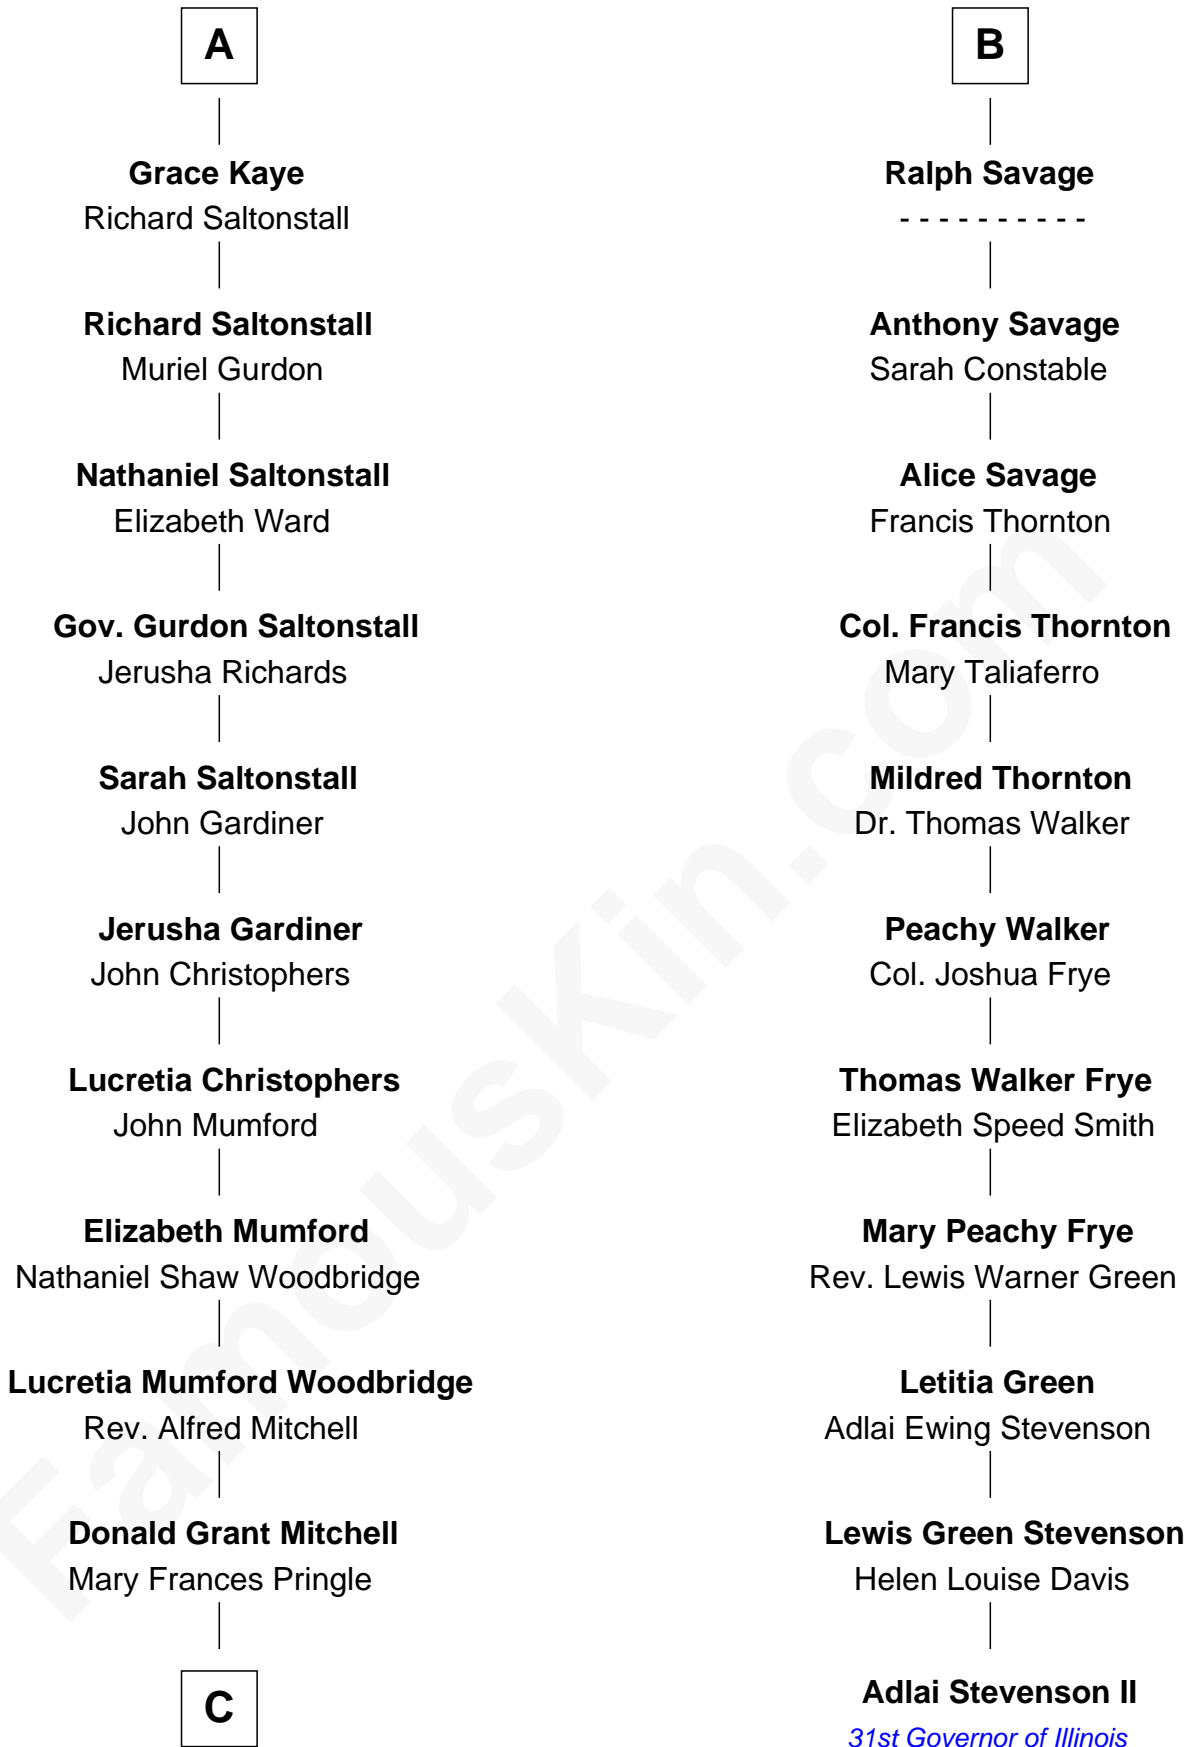 A
Grace Kaye
Richard Saltonstall
Richard Saltonstall
Muriel Gurdon
Nathaniel Saltonstall
Elizabeth Ward
Gov. Gurdon Saltonstall
Jerusha Richards
Sarah Saltonstall
John Gardiner
Jerusha Gardiner
John Christophers
Lucretia Christophers
John Mumford
Elizabeth Mumford
Nathaniel Shaw Woodbridge
Lucretia Mumford Woodbridge
Rev. Alfred Mitchell
Donald Grant Mitchell
Mary Frances Pringle
C
B
Ralph Savage
- - - - - - - - - -
Anthony Savage
Sarah Constable
Alice Savage
Francis Thornton
Col. Francis Thornton
Mary Taliaferro
Mildred Thornton
Dr. Thomas Walker
Peachy Walker
Col. Joshua Frye
Thomas Walker Frye
Elizabeth Speed Smith
Mary Peachy Frye
Rev. Lewis Warner Green
Letitia Green
Adlai Ewing Stevenson
Lewis Green Stevenson
Helen Louise Davis
Adlai Stevenson II
31st Governor of Illinois
FamousKin.com